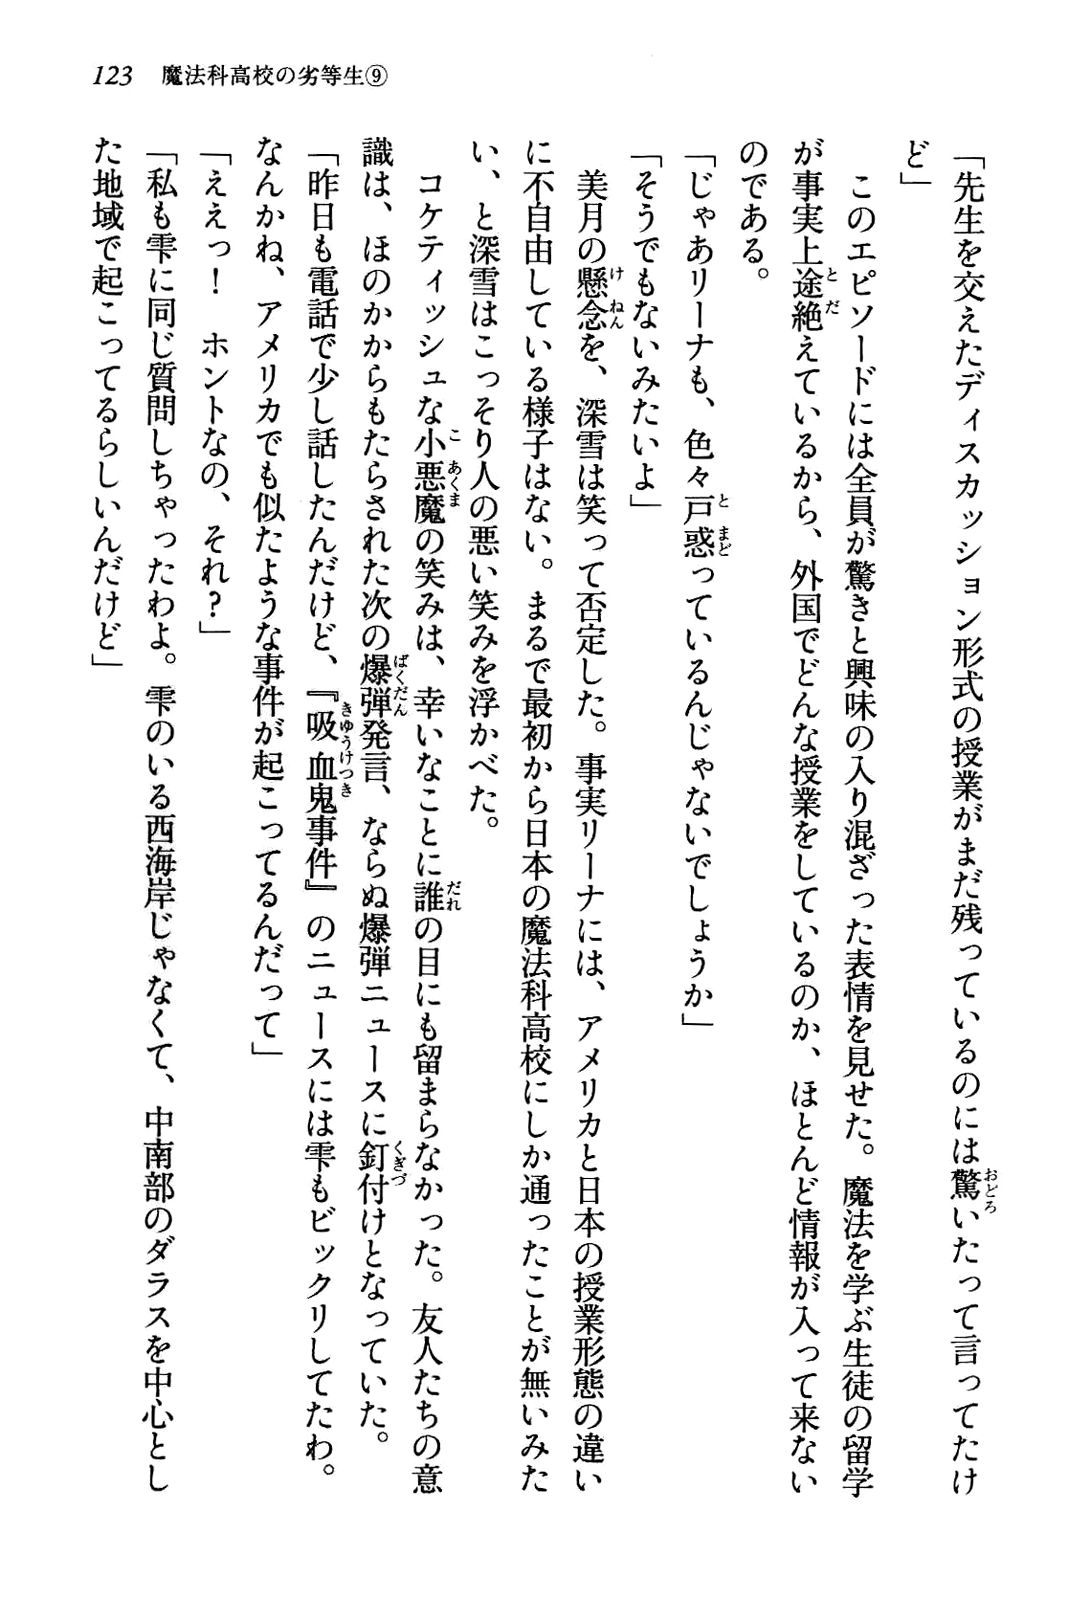 123 魔法科高校の劣等生⑨
「先生を交えたディスカッション形式の授業がまだ残っているのには驚いたって言ってたけ
ど」
このエピソードには全員が驚きと興味の入り混ざった表情を見せた。魔法を学ぶ生徒の留学
が事実上途絶えているから、外国でどんな授業をしているのか、ほとんど情報が入って来ない
のである。
「じゃあリーナも、色々戸惑っているんじゃないでしょうか」
「そうでもないみたいよ」
美月の懸念を、深雪は笑って否定した。事実リーナには、アメリカと日本の授業形態の違い
に不自由している様子はない。まるで最初から日本の魔法科高校にしか通ったことが無いみた
い、と深雪はこっそり人の悪い笑みを浮かべた。
コケティッシュな小悪魔の笑みは、幸いなことに誰の目にも留まらなかった。友人たちの意
識は、ほのかからもたらされた次の爆弾発言、ならぬ爆弾ニュースに釘付けとなっていた。
「昨日も電話で少し話したんだけど、『吸血鬼事件』のニュースには雫もビックリしてたわ。
なんかね、アメリカでも似たような事件が起こってるんだって」
「ええっ！　ホントなの、それ？」
「私も雫に同じ質問しちゃったわよ。雫のいる西海岸じゃなくて、中南部のダラスを中心とし
た地域で起こってるらしいんだけど」